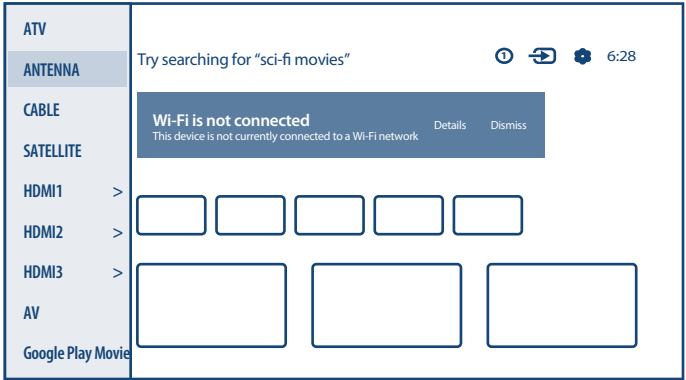 ATV
ANTENNA
CABLE
SATELLITE
HDMI1 >
HDMI2 >
HDMI3 >
AV
Google Play Movie
Try searching for “sci-fi movies”
1
6:28
Wi-Fi is not connected
This device is not currently connected to a Wi-Fi network
Details
Dismiss